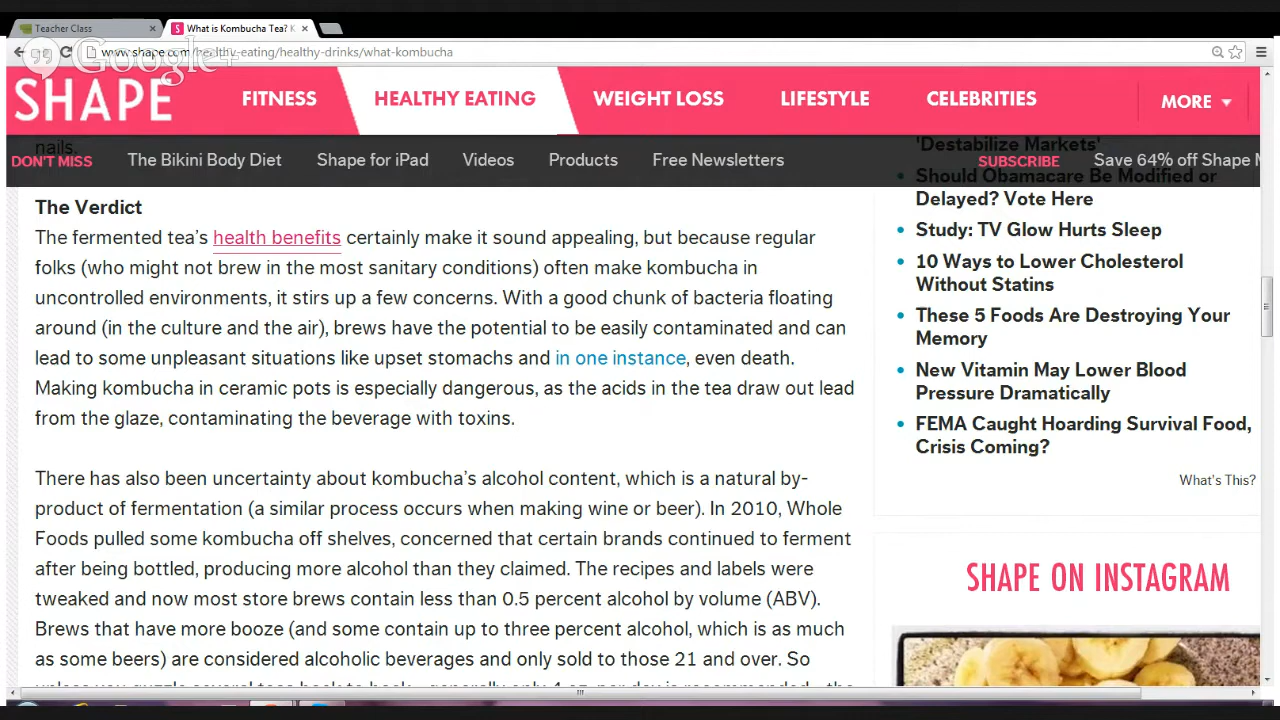 Teacher Class
What is Kombucha Tea? K
Google+
www.shape.com/healthy-eating/healthy-drinks/what-kombucha
SHAPE
FITNESS
HEALTHY EATING
WEIGHT LOSS
LIFESTYLE
CELEBRITIES
MORE
nails.
DON'T MISS
The Bikini Body Diet
Shape for iPad
Videos
Products
Free Newsletters
SUBSCRIBE
Save 64% off Shape M
The Verdict
The fermented tea's health benefits certainly make it sound appealing, but because regular
folks (who might not brew in the most sanitary conditions) often make kombucha in
uncontrolled environments, it stirs up a few concerns. With a good chunk of bacteria floating
around (in the culture and the air), brews have the potential to be easily contaminated and can
lead to some unpleasant situations like upset stomachs and in one instance, even death.
Making kombucha in ceramic pots is especially dangerous, as the acids in the tea draw out lead
from the glaze, contaminating the beverage with toxins.
There has also been uncertainty about kombucha's alcohol content, which is a natural by-
product of fermentation (a similar process occurs when making wine or beer). In 2010, Whole
Foods pulled some kombucha off shelves, concerned that certain brands continued to ferment
after being bottled, producing more alcohol than they claimed. The recipes and labels were
tweaked and now most store brews contain less than 0.5 percent alcohol by volume (ABV).
Brews that have more booze (and some contain up to three percent alcohol, which is as much
as some beers) are considered alcoholic beverages and only sold to those 21 and over. So
'Destabilize Markets'
Should Obamacare Be Modified or
Delayed? Vote Here
Study: TV Glow Hurts Sleep
10 Ways to Lower Cholesterol
Without Statins
These 5 Foods Are Destroying Your
Memory
New Vitamin May Lower Blood
Pressure Dramatically
FEMA Caught Hoarding Survival Food,
Crisis Coming?
What's This?
SHAPE ON INSTAGRAM